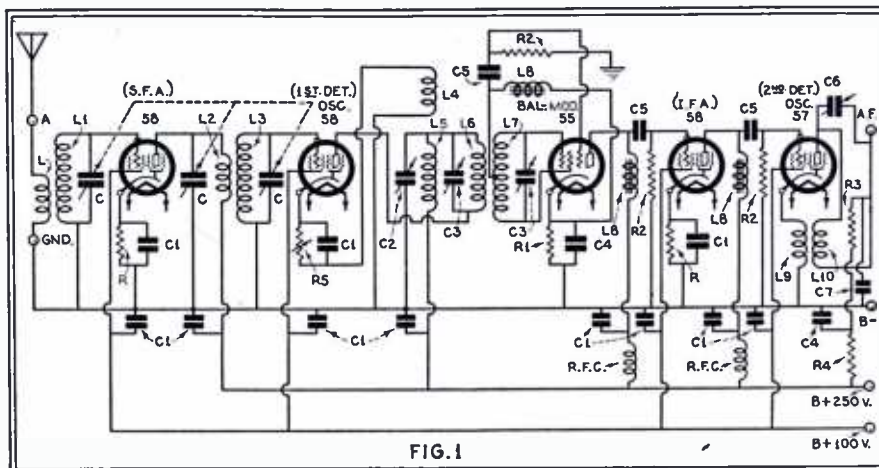 R2
L8
BAL-MOD.
55
C5
L4
(S.F.A.)
58
(1ST. DET.)
OSC.
58
(I.F.A)
58
(2ND. DET)
OSC.
57
C6
A.F.
A
L1
L2
L3
L5
L6
L7
C5
C5
L
C
C
C
C2
C3
C3
R1
C4
L8
R2
L8
R2
R3
GND.
R
C1
R5
C1
R
C1
L9
L10
C7
B-
C1
C1
C1
C1
C4
R.F.C.
R.F.C.
R4
B+250 V.
B+100 V.
FIG.1